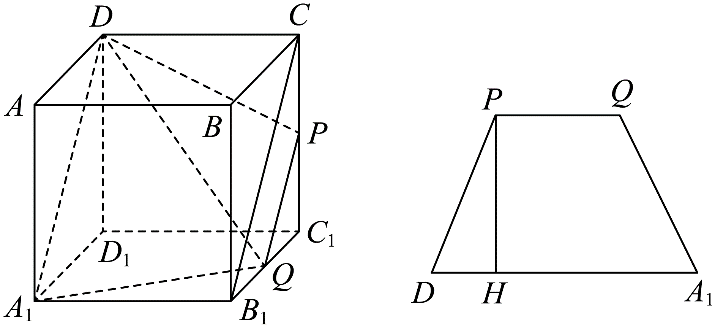 D C
A B
P P Q
D₁ C₁
Q
A₁ B₁ D H A₁